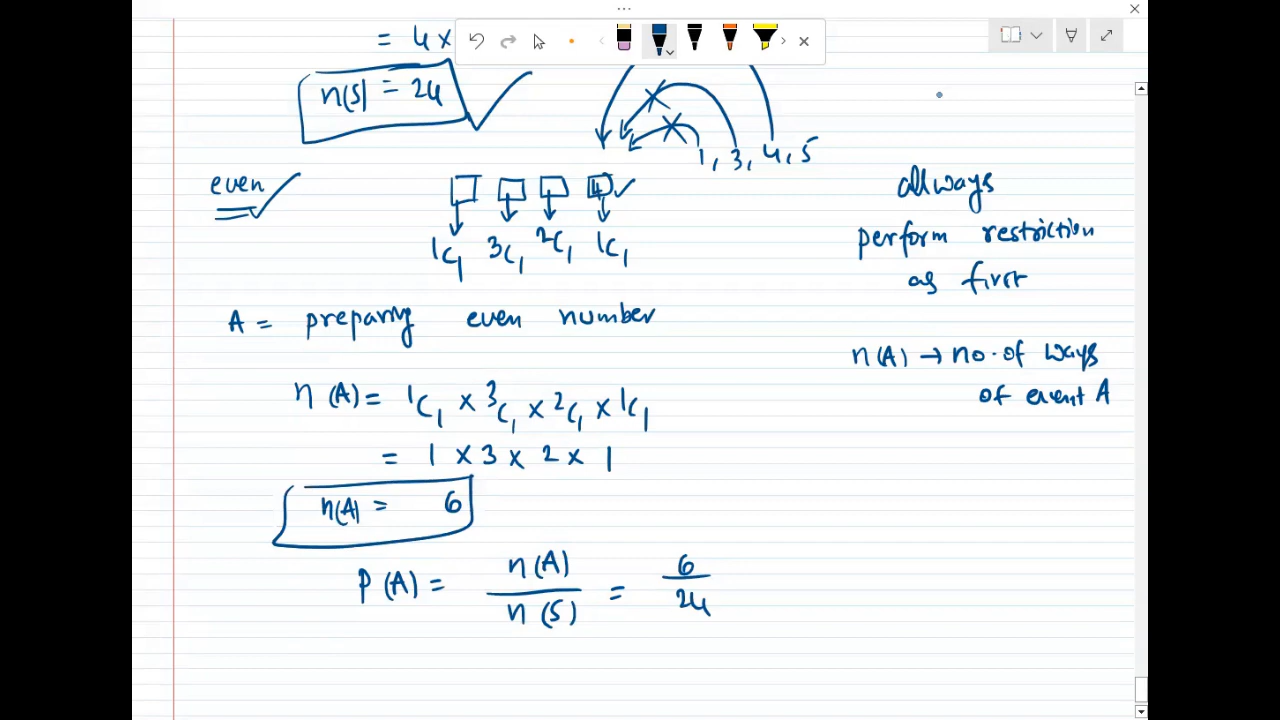 = 4 x
n(S) = 24
1, 3, 4, 5
even
4
1C1 3C1 2C1 1C1
allways
perform restriction
as first
A = preparing even number
n(A) → no. of ways
of event A
n(A) = 1C1 x 3C1 x 2C1 x 1C1
= 1 x 3 x 2 x 1
n(A) = 6
P(A) = n(A) / n(S) = 6 / 24